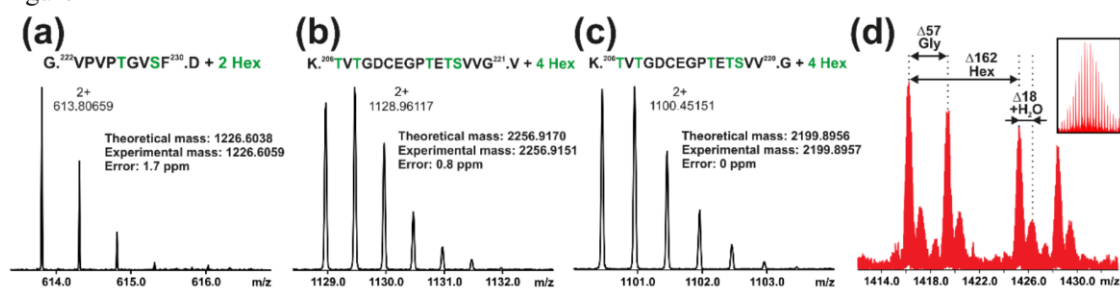 (a)
G.²²²VPVPTGVSF²³⁰.D + 2 Hex
2+
613.80659
Theoretical mass: 1226.6038
Experimental mass: 1226.6059
Error: 1.7 ppm
614.0 615.0 616.0 m/z
(b)
K.²⁰⁶TVTGDCEGPTETSVVG²²¹.V + 4 Hex
2+
1128.96117
Theoretical mass: 2256.9170
Experimental mass: 2256.9151
Error: 0.8 ppm
1129.0 1130.0 1131.0 1132.0 m/z
(c)
K.²⁰⁶TVTGDCEGPTETSVV²²⁰.G + 4 Hex
2+
1100.45151
Theoretical mass: 2199.8956
Experimental mass: 2199.8957
Error: 0 ppm
1101.0 1102.0 1103.0 m/z
(d)
Δ57
Gly
Δ162
Hex
Δ18
+H₂O
1414.0 1418.0 1422.0 1426.0 1430.0 m/z